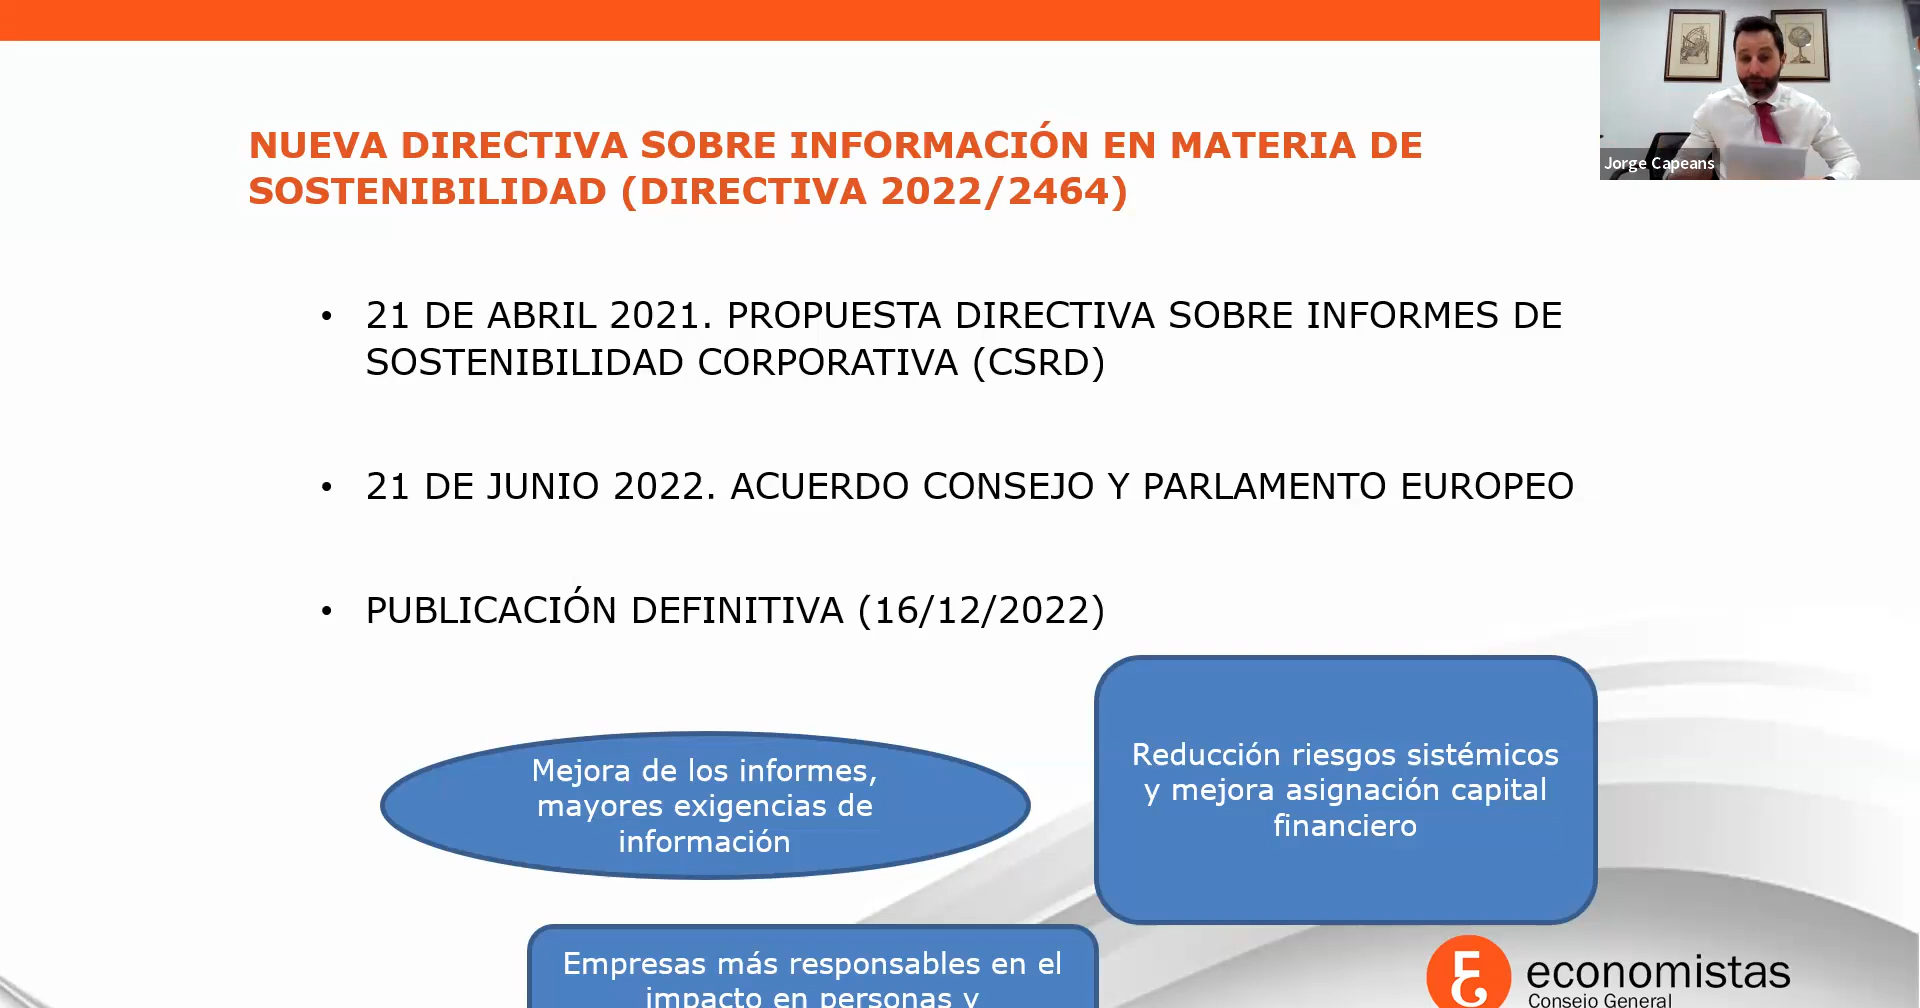 Jorge Capeans
NUEVA DIRECTIVA SOBRE INFORMACIÓN EN MATERIA DE
SOSTENIBILIDAD (DIRECTIVA 2022/2464)
• 21 DE ABRIL 2021. PROPUESTA DIRECTIVA SOBRE INFORMES DE
SOSTENIBILIDAD CORPORATIVA (CSRD)
• 21 DE JUNIO 2022. ACUERDO CONSEJO Y PARLAMENTO EUROPEO
• PUBLICACIÓN DEFINITIVA (16/12/2022)
Mejora de los informes,
mayores exigencias de
información
Reducción riesgos sistémicos
y mejora asignación capital
financiero
Empresas más responsables en el
impacto en personas y
economistas
Consejo General